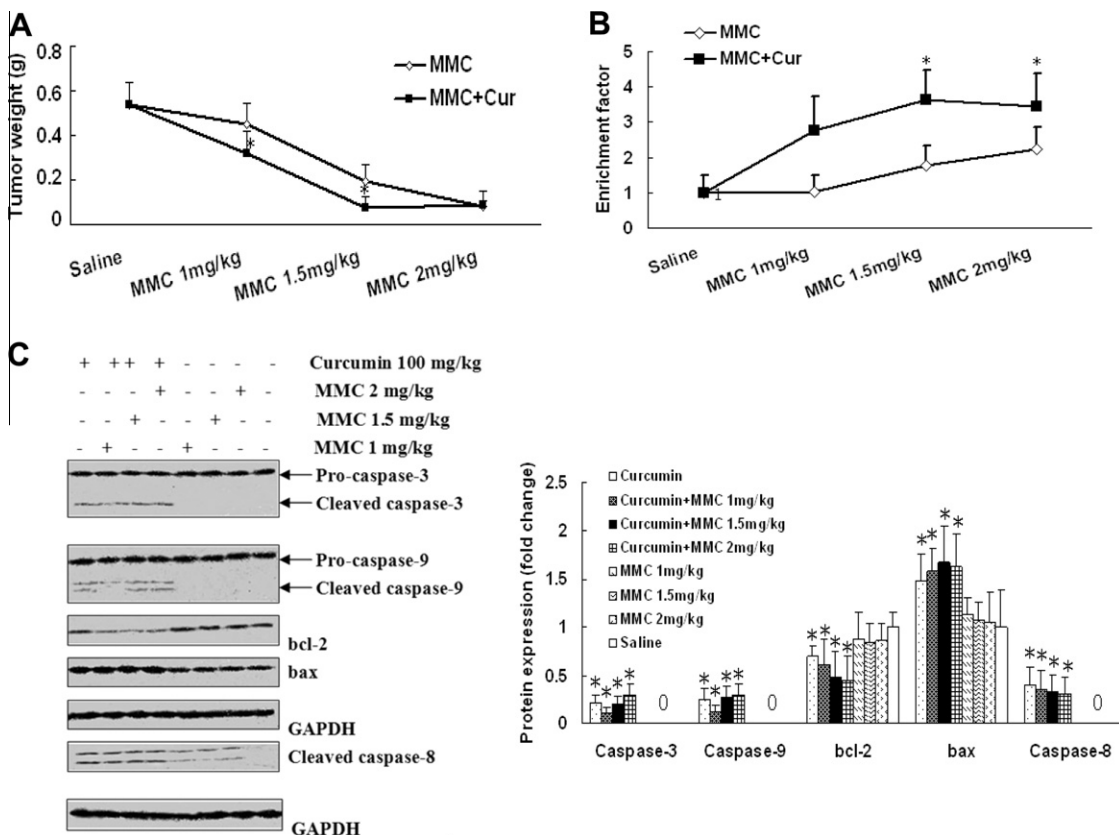 A
Tumor weight (g)
0.8
0.6
0.4
0.2
0
MMC
MMC+Cur
*
*
Saline
MMC 1mg/kg
MMC 1.5mg/kg
MMC 2mg/kg
B
Enrichment factor
5
4
3
2
1
0
MMC
MMC+Cur
* *
Saline
MMC 1mg/kg
MMC 1.5mg/kg
MMC 2mg/kg
C
+ ++ + - - - - Curcumin 100 mg/kg
- - - + - - + - MMC 2 mg/kg
- - + - - + - - MMC 1.5 mg/kg
- + - - + - - - MMC 1 mg/kg
Pro-caspase-3
Cleaved caspase-3
Pro-caspase-9
Cleaved caspase-9
bcl-2
bax
GAPDH
Cleaved caspase-8
GAPDH
Protein expression (fold change)
2.5
2
1.5
1
0.5
0
Curcumin
Curcumin+MMC 1mg/kg
Curcumin+MMC 1.5mg/kg
Curcumin+MMC 2mg/kg
MMC 1mg/kg
MMC 1.5mg/kg
MMC 2mg/kg
Saline
* * * * 0
* * * * 0
* * * *
* * * *
* * * * 0
Caspase-3 Caspase-9 bcl-2 bax Caspase-8